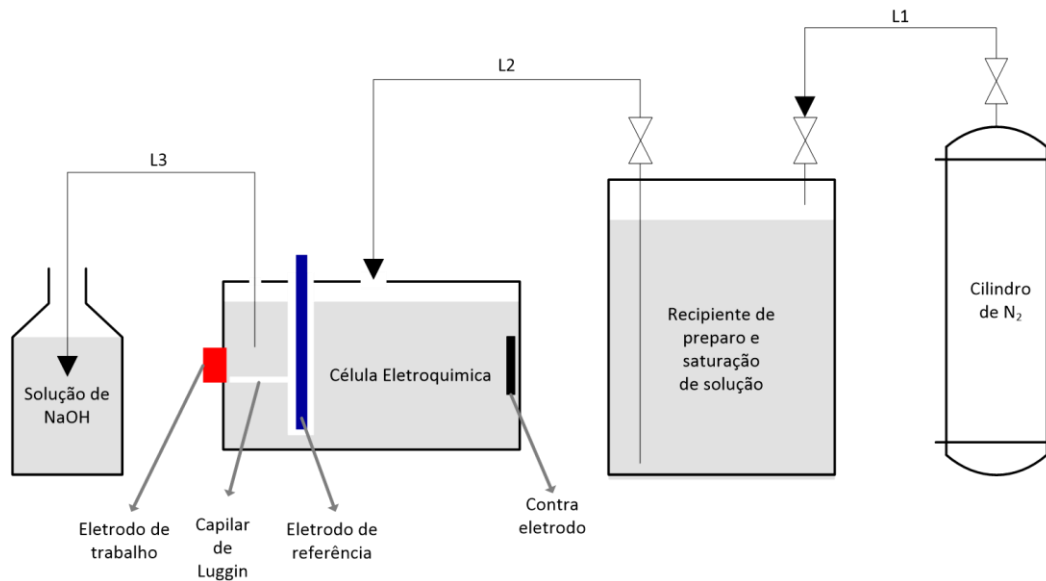 L1
L2
L3
Cilindro
de N₂
Recipiente de
preparo e
saturação
de solução
Célula Eletroquimica
Solução de
NaOH
Eletrodo de
trabalho
Capilar
de
Luggin
Eletrodo de
referência
Contra
eletrodo